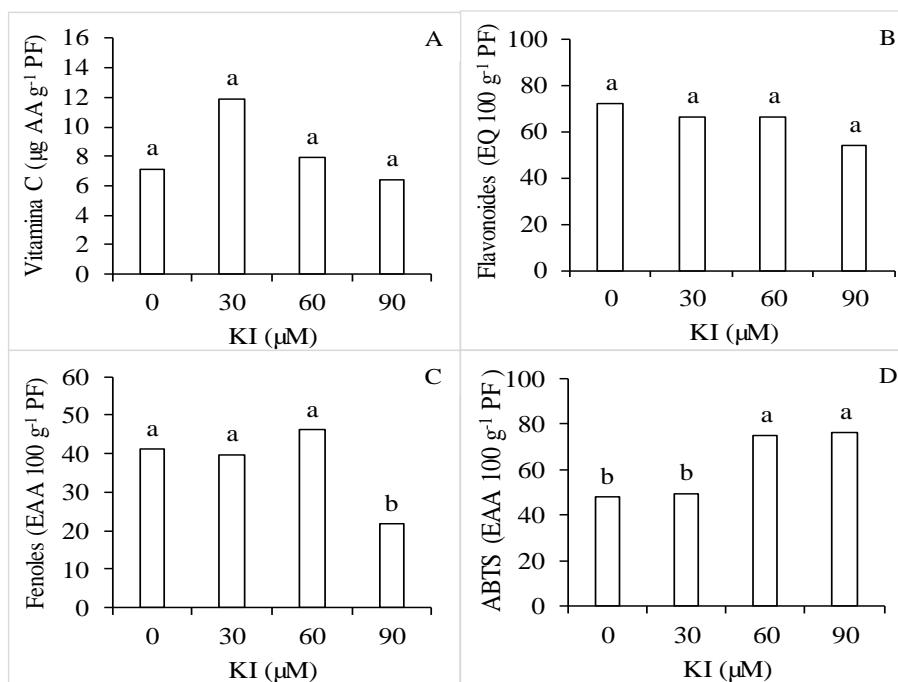 A
Vitamina C (µg AA g-1 PF)
16
14
12
10
8
6
4
2
0
a
a
a
a
0 30 60 90
KI (µM)
B
Flavonoides (EQ 100 g-1 PF)
100
80
60
40
20
0
a
a
a
a
0 30 60 90
KI (µM)
C
Fenoles (EAA 100 g-1 PF)
60
50
40
30
20
10
0
a
a
a
b
0 30 60 90
KI (µM)
D
ABTS (EAA 100 g-1 PF )
100
80
60
40
20
0
b
b
a
a
0 30 60 90
KI (µM)